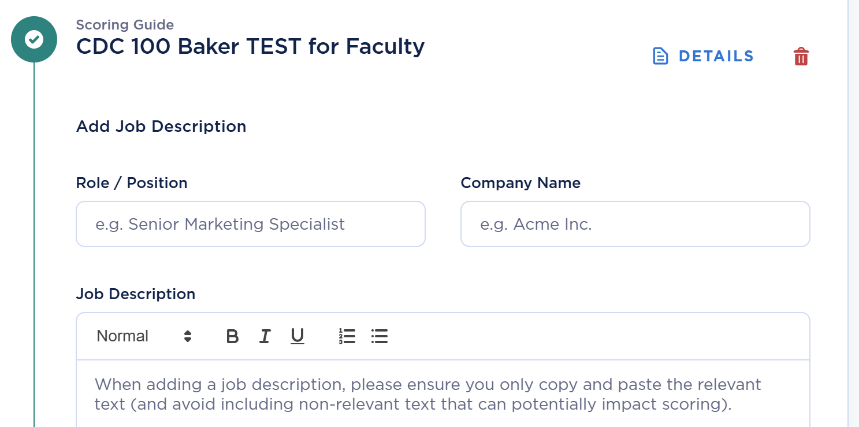 Scoring Guide
CDC 100 Baker TEST for Faculty
DETAILS
Add Job Description
Role / Position
Company Name
e.g. Senior Marketing Specialist
e.g. Acme Inc.
Job Description
Normal
B I U
When adding a job description, please ensure you only copy and paste the relevant
text (and avoid including non-relevant text that can potentially impact scoring).